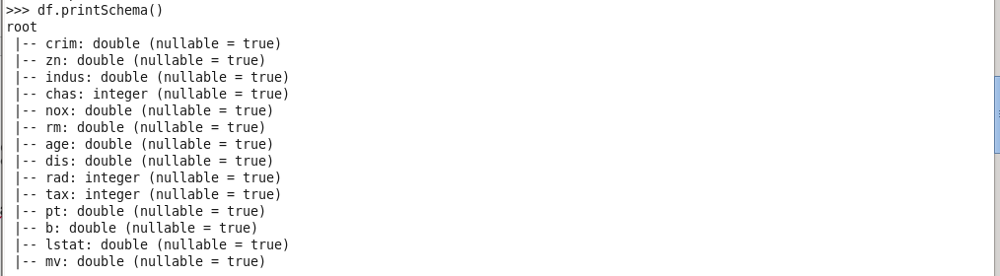 >>> df.printSchema()
root
 |-- crim: double (nullable = true)
 |-- zn: double (nullable = true)
 |-- indus: double (nullable = true)
 |-- chas: integer (nullable = true)
 |-- nox: double (nullable = true)
 |-- rm: double (nullable = true)
 |-- age: double (nullable = true)
 |-- dis: double (nullable = true)
 |-- rad: integer (nullable = true)
 |-- tax: integer (nullable = true)
 |-- pt: double (nullable = true)
 |-- b: double (nullable = true)
 |-- lstat: double (nullable = true)
 |-- mv: double (nullable = true)